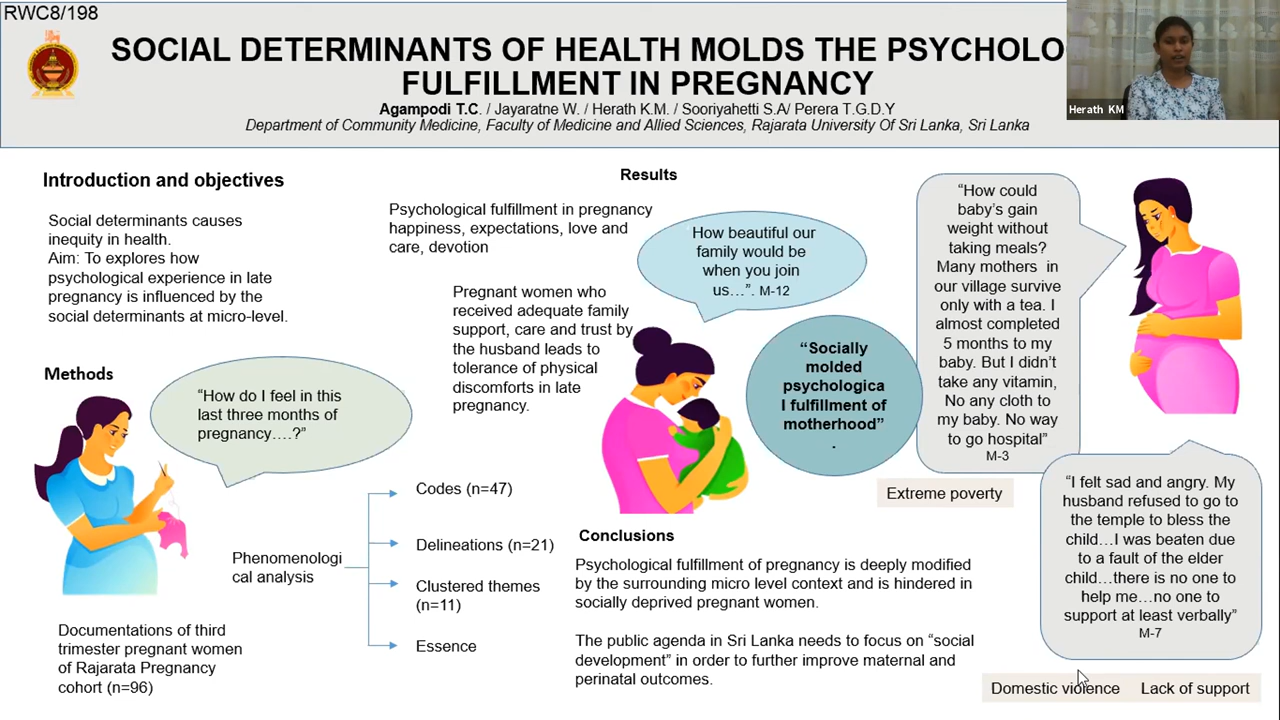 RWC8/198
SOCIAL DETERMINANTS OF HEALTH MOLDS THE PSYCHOLO
FULFILLMENT IN PREGNANCY
Agampodi T.C. / Jayaratne W. / Herath K.M. / Sooriyahetti S.A/ Perera T.G.D.Y
Department of Community Medicine, Faculty of Medicine and Allied Sciences, Rajarata University Of Sri Lanka, Sri Lanka
Herath KM
Introduction and objectives
Social determinants causes
inequity in health.
Aim: To explores how
psychological experience in late
pregnancy is influenced by the
social determinants at micro-level.
Methods
“How do I feel in this
last three months of
pregnancy….?”
Documentations of third
trimester pregnant women
of Rajarata Pregnancy
cohort (n=96)
Phenomenologi
cal analysis
Codes (n=47)
Delineations (n=21)
Clustered themes
(n=11)
Essence
Results
Psychological fulfillment in pregnancy
happiness, expectations, love and
care, devotion
Pregnant women who
received adequate family
support, care and trust by
the husband leads to
tolerance of physical
discomforts in late
pregnancy.
How beautiful our
family would be
when you join
us…”. M-12
“Socially
molded
psychologica
l fulfillment of
motherhood”
.
“How could
baby’s gain
weight without
taking meals?
Many mothers in
our village survive
only with a tea. I
almost completed
5 months to my
baby. But I didn’t
take any vitamin,
No any cloth to
my baby. No way
to go hospital”
M-3
Extreme poverty
“I felt sad and angry. My
husband refused to go to
the temple to bless the
child…I was beaten due
to a fault of the elder
child…there is no one to
help me…no one to
support at least verbally”
M-7
Domestic violence Lack of support
Conclusions
Psychological fulfillment of pregnancy is deeply modified
by the surrounding micro level context and is hindered in
socially deprived pregnant women.
The public agenda in Sri Lanka needs to focus on “social
development” in order to further improve maternal and
perinatal outcomes.